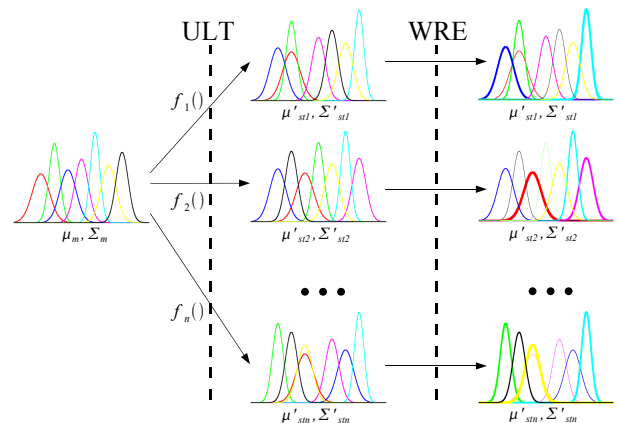 ULT
WRE
f₁()
μ'ₛₜ₁, Σ'ₛₜ₁
μ'ₛₜ₁, Σ'ₛₜ₁
f₂()
μₘ, Σₘ
μ'ₛₜ₂, Σ'ₛₜ₂
μ'ₛₜ₂, Σ'ₛₜ₂
fₙ()
μ'ₛₜₙ, Σ'ₛₜₙ
μ'ₛₜₙ, Σ'ₛₜₙ